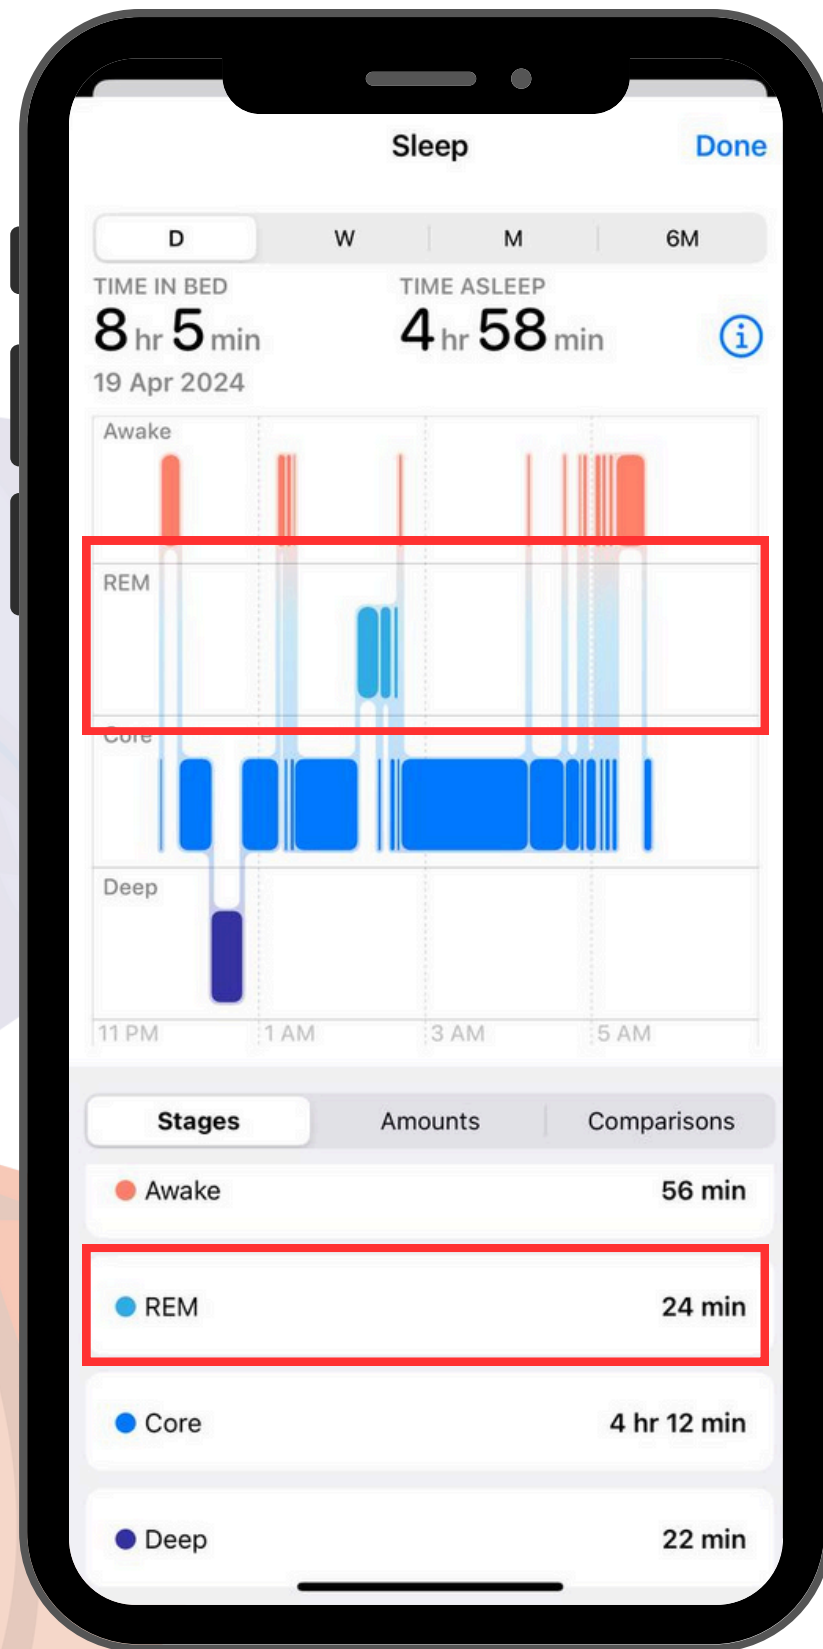 Sleep Done
D W M 6M
TIME IN BED TIME ASLEEP
8 hr 5 min 4 hr 58 min
19 Apr 2024
Awake
REM
Core
Deep
11 PM 1 AM 3 AM 5 AM
Stages Amounts Comparisons
Awake 56 min
REM 24 min
Core 4 hr 12 min
Deep 22 min